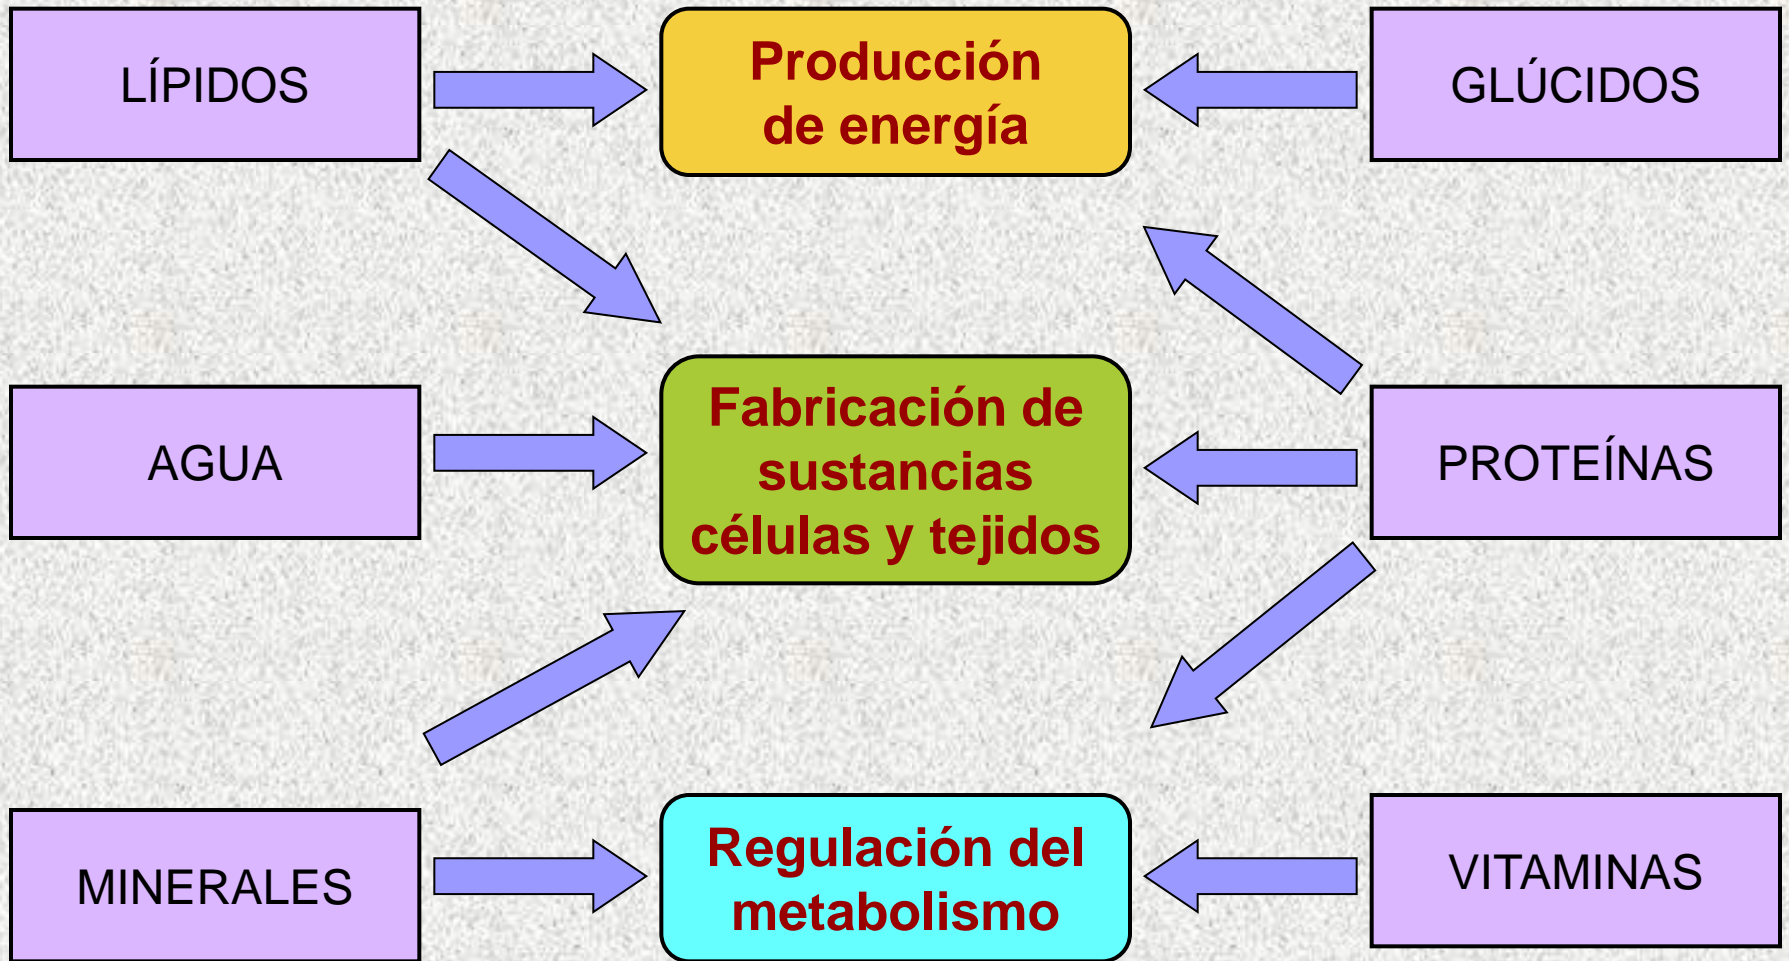 LÍPIDOS
Producción
de energía
GLÚCIDOS
AGUA
Fabricación de
sustancias
células y tejidos
PROTEÍNAS
MINERALES
Regulación del
metabolismo
VITAMINAS